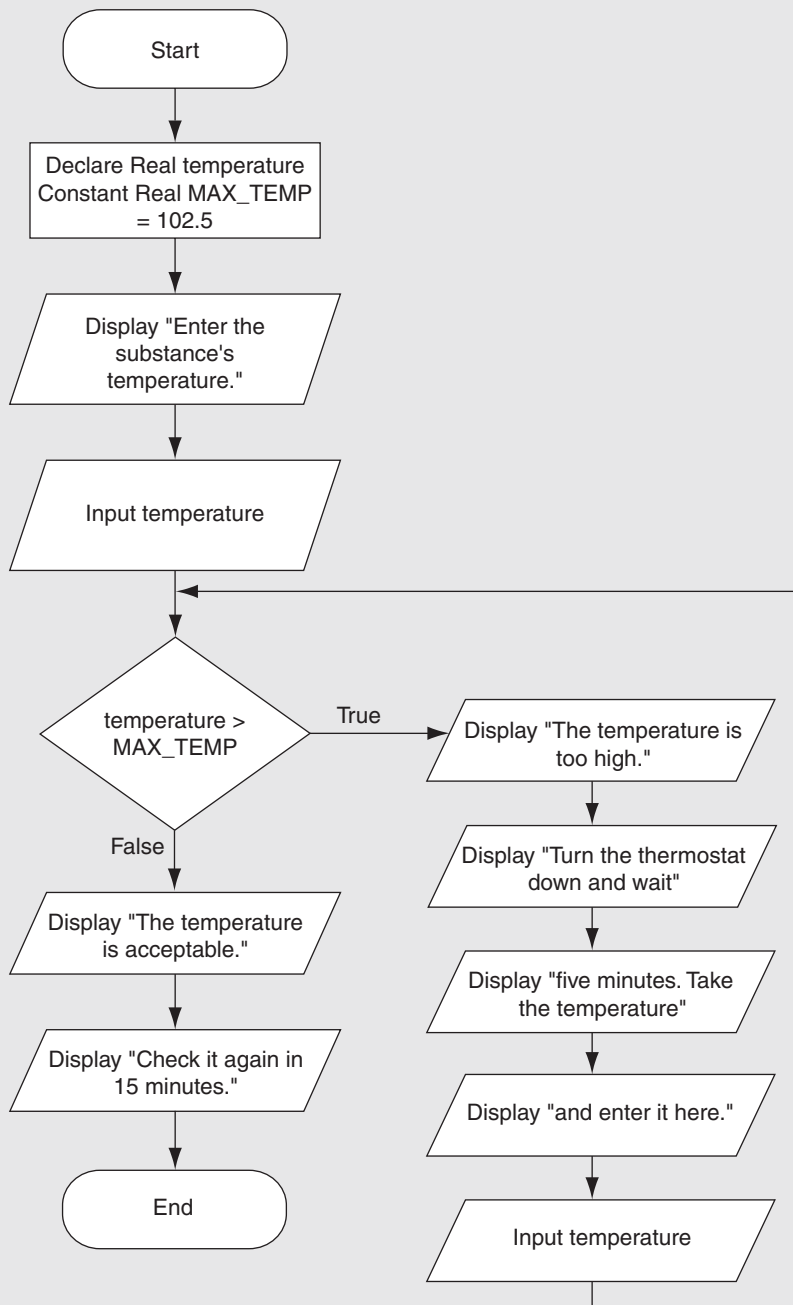 Start
Declare Real temperature
Constant Real MAX_TEMP
= 102.5
Display "Enter the
substance's
temperature."
Input temperature
temperature >
MAX_TEMP
True
False
Display "The temperature is
too high."
Display "Turn the thermostat
down and wait"
Display "five minutes. Take
the temperature"
Display "and enter it here."
Input temperature
Display "The temperature
is acceptable."
Display "Check it again in
15 minutes."
End